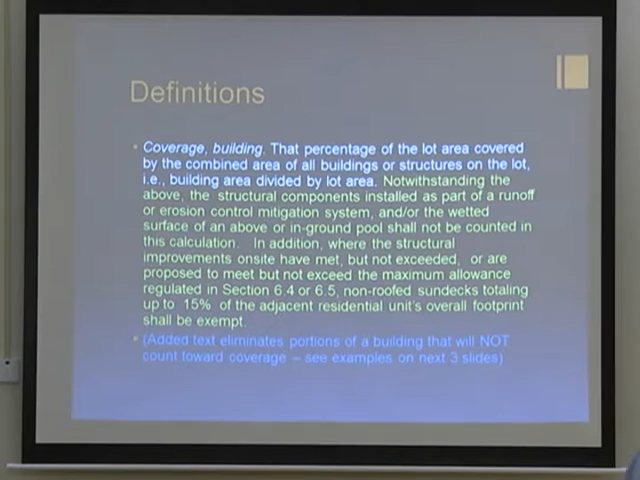 Definitions
Coverage, building. That percentage of the lot area covered
by the combined area of all buildings or structures on the lot,
i.e., building area divided by lot area. Notwithstanding the
above, the structural components installed as part of a runoff
or erosion control mitigation system, and/or the wetted
surface of an above or in-ground pool shall not be counted in
this calculation. In addition, where the structural
improvements onsite have met, but not exceeded, or are
proposed to meet but not exceed the maximum allowance
regulated in Section 6.4 or 6.5, non-roofed sundecks totaling
up to 15% of the adjacent residential unit's overall footprint
shall be exempt.
(Added text eliminates portions of a building that will NOT
count toward coverage – see examples on next 3 slides)